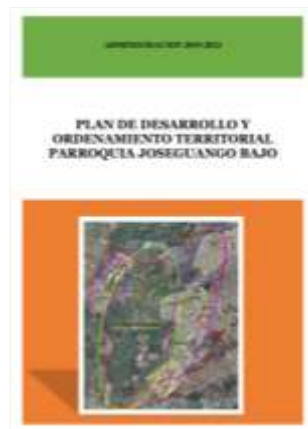 PLAN DE DESARROLLO Y
ORDENAMIENTO TERRITORIAL
PARROQUIA JOSEGUANGO BAJO